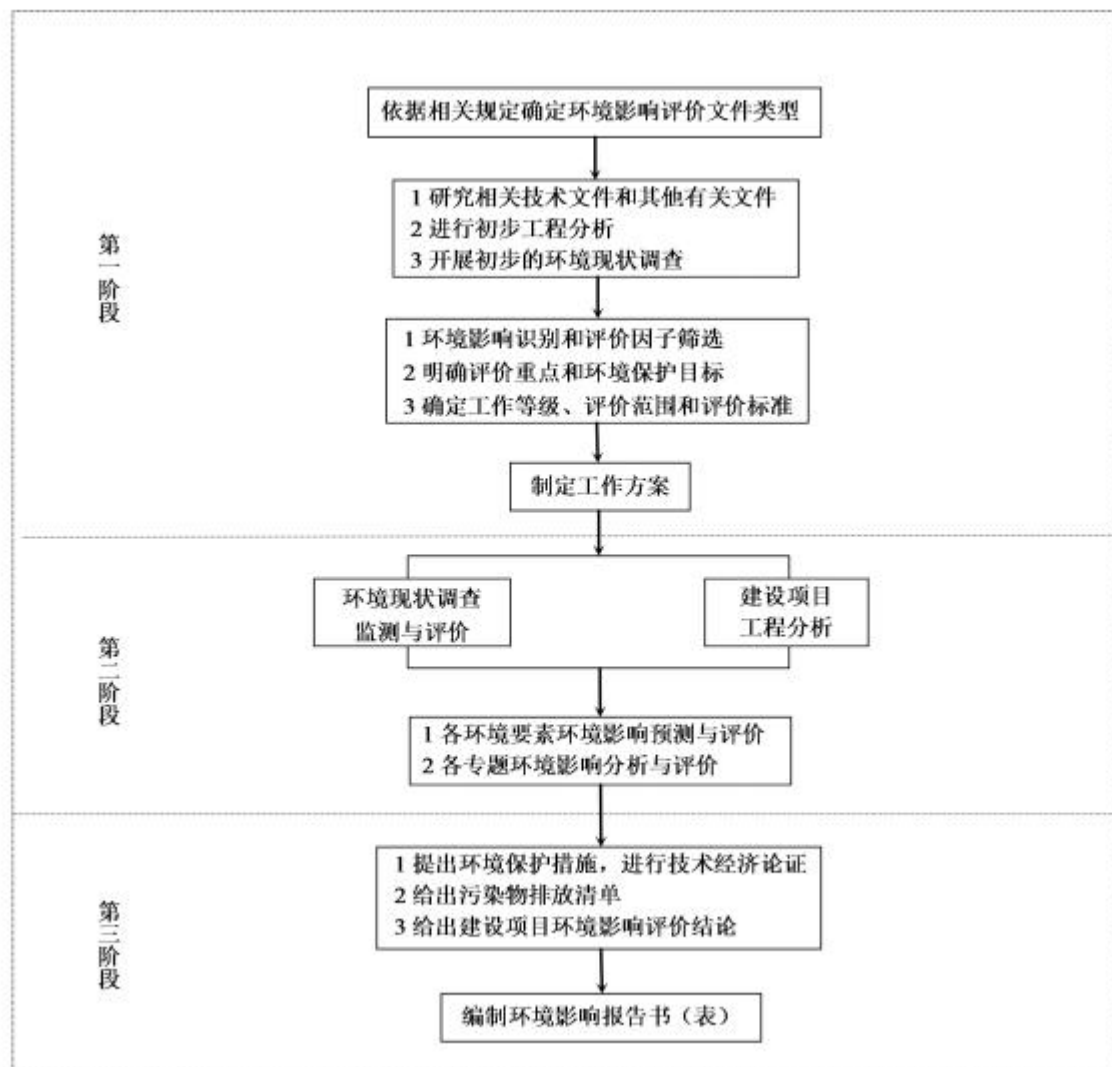 依据相关规定确定环境影响评价文件类型
1 研究相关技术文件和其他有关文件
2 进行初步工程分析
3 开展初步的环境现状调查
第一阶段
1 环境影响识别和评价因子筛选
2 明确评价重点和环境保护目标
3 确定工作等级、评价范围和评价标准
制定工作方案
环境现状调查
监测与评价
建设项目
工程分析
第二阶段
1 各环境要素环境影响预测与评价
2 各专题环境影响分析与评价
1 提出环境保护措施，进行技术经济论证
2 给出污染物排放清单
3 给出建设项目环境影响评价结论
第三阶段
编制环境影响报告书（表）